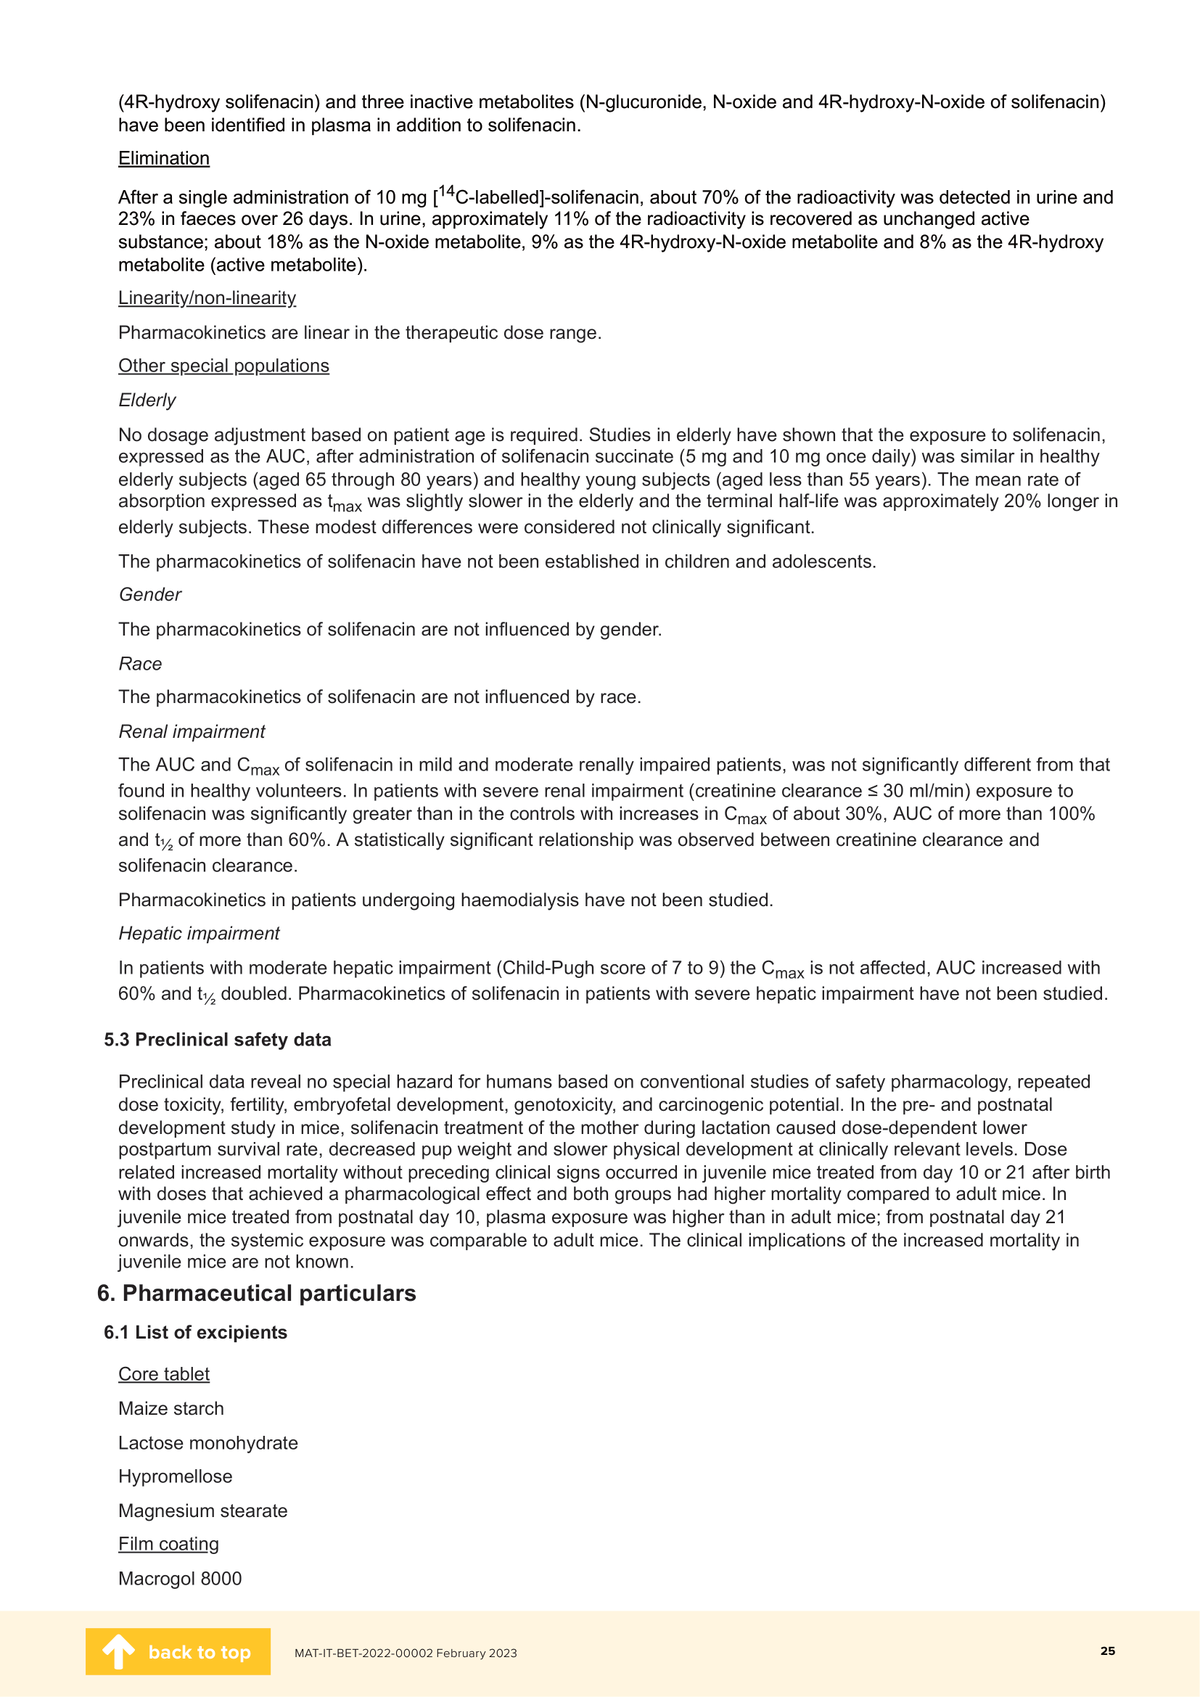 (4R-hydroxy solifenacin) and three inactive metabolites (N-glucuronide, N-oxide and 4R-hydroxy-N-oxide of solifenacin)
have been identified in plasma in addition to solifenacin.
Elimination
After a single administration of 10 mg [14C-labelled]-solifenacin, about 70% of the radioactivity was detected in urine and
23% in faeces over 26 days. In urine, approximately 11% of the radioactivity is recovered as unchanged active
substance; about 18% as the N-oxide metabolite, 9% as the 4R-hydroxy-N-oxide metabolite and 8% as the 4R-hydroxy
metabolite (active metabolite).
Linearity/non-linearity
Pharmacokinetics are linear in the therapeutic dose range.
Other special populations
Elderly
No dosage adjustment based on patient age is required. Studies in elderly have shown that the exposure to solifenacin,
expressed as the AUC, after administration of solifenacin succinate (5 mg and 10 mg once daily) was similar in healthy
elderly subjects (aged 65 through 80 years) and healthy young subjects (aged less than 55 years). The mean rate of
absorption expressed as tmax was slightly slower in the elderly and the terminal half-life was approximately 20% longer in
elderly subjects. These modest differences were considered not clinically significant.
The pharmacokinetics of solifenacin have not been established in children and adolescents.
Gender
The pharmacokinetics of solifenacin are not influenced by gender.
Race
The pharmacokinetics of solifenacin are not influenced by race.
Renal impairment
The AUC and Cmax of solifenacin in mild and moderate renally impaired patients, was not significantly different from that
found in healthy volunteers. In patients with severe renal impairment (creatinine clearance ≤ 30 ml/min) exposure to
solifenacin was significantly greater than in the controls with increases in Cmax of about 30%, AUC of more than 100%
and t½ of more than 60%. A statistically significant relationship was observed between creatinine clearance and
solifenacin clearance.
Pharmacokinetics in patients undergoing haemodialysis have not been studied.
Hepatic impairment
In patients with moderate hepatic impairment (Child-Pugh score of 7 to 9) the Cmax is not affected, AUC increased with
60% and t½ doubled. Pharmacokinetics of solifenacin in patients with severe hepatic impairment have not been studied.
5.3 Preclinical safety data
Preclinical data reveal no special hazard for humans based on conventional studies of safety pharmacology, repeated
dose toxicity, fertility, embryofetal development, genotoxicity, and carcinogenic potential. In the pre- and postnatal
development study in mice, solifenacin treatment of the mother during lactation caused dose-dependent lower
postpartum survival rate, decreased pup weight and slower physical development at clinically relevant levels. Dose
related increased mortality without preceding clinical signs occurred in juvenile mice treated from day 10 or 21 after birth
with doses that achieved a pharmacological effect and both groups had higher mortality compared to adult mice. In
juvenile mice treated from postnatal day 10, plasma exposure was higher than in adult mice; from postnatal day 21
onwards, the systemic exposure was comparable to adult mice. The clinical implications of the increased mortality in
juvenile mice are not known.
6. Pharmaceutical particulars
6.1 List of excipients
Core tablet
Maize starch
Lactose monohydrate
Hypromellose
Magnesium stearate
Film coating
Macrogol 8000
back to top
MAT-IT-BET-2022-00002 February 2023
25